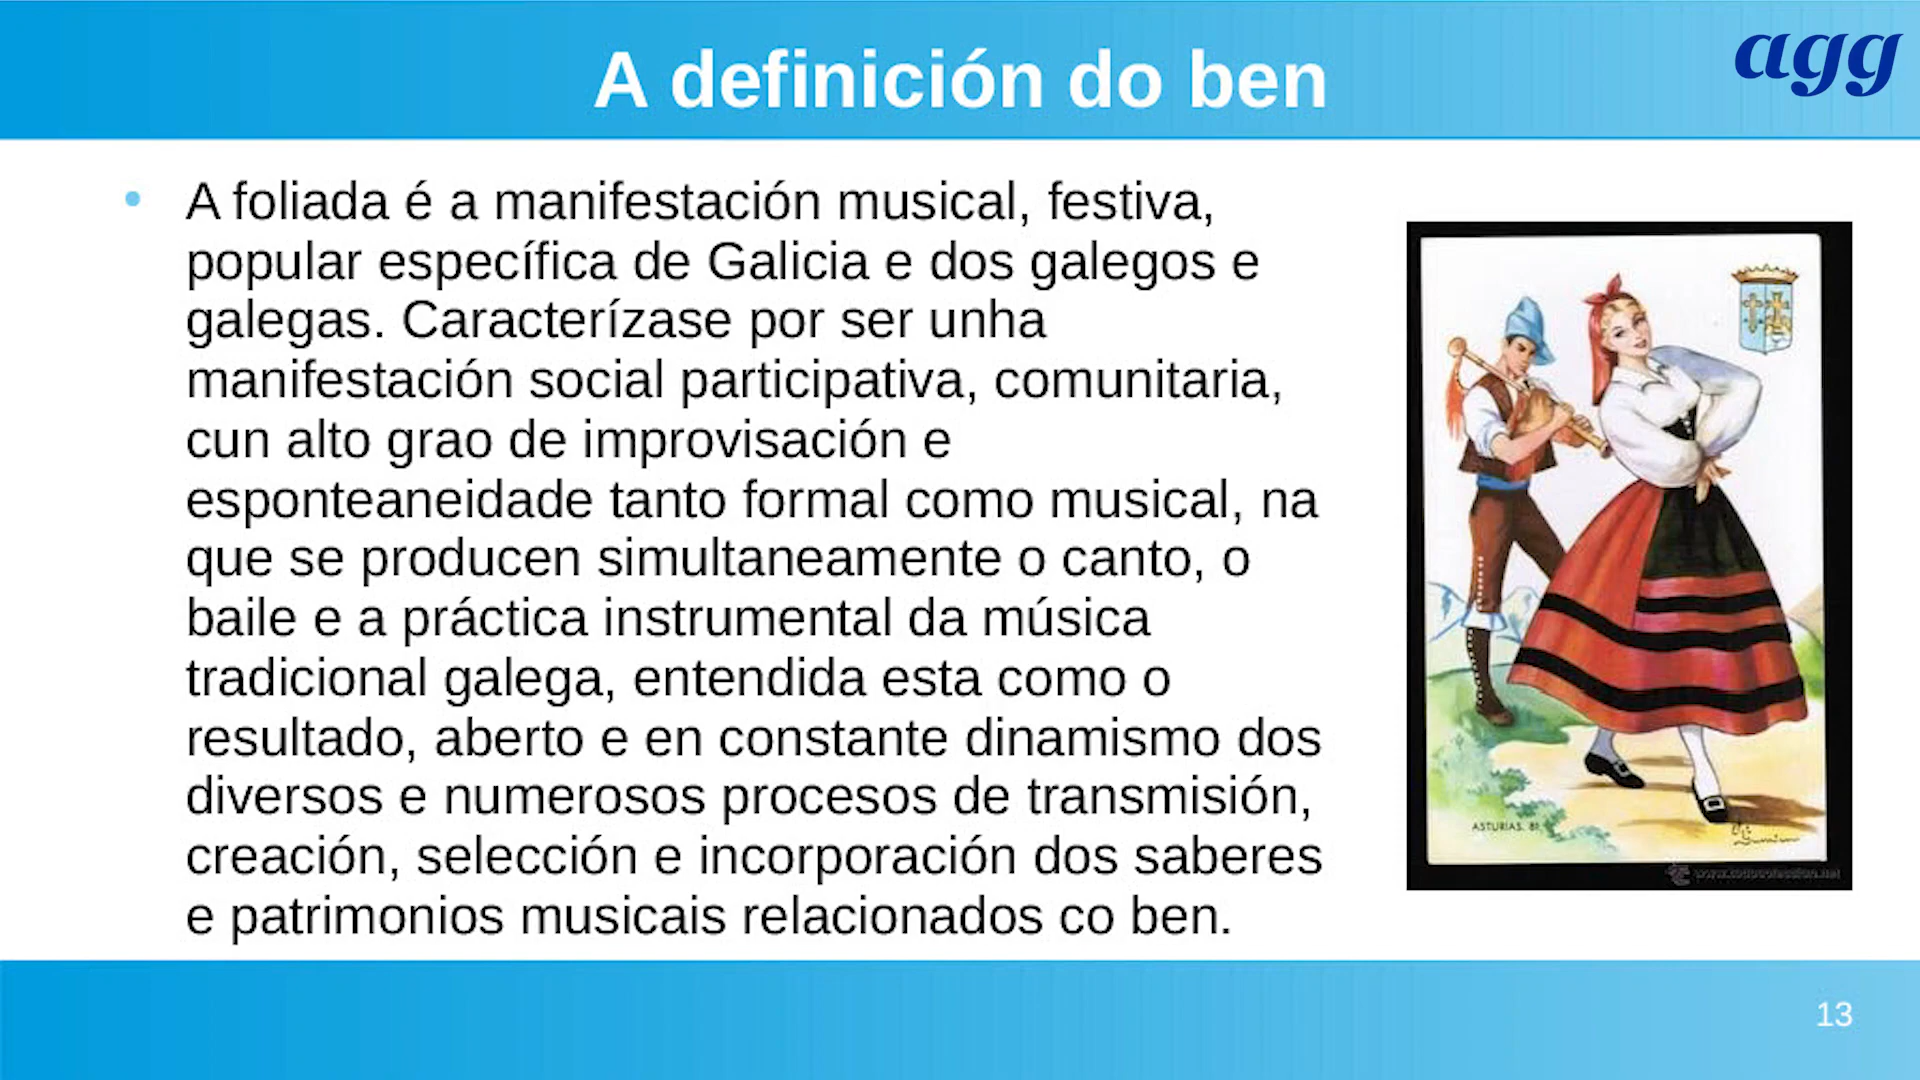 A definición do ben
agg
A foliada é a manifestación musical, festiva,
popular específica de Galicia e dos galegos e
galegas. Caracterízase por ser unha
manifestación social participativa, comunitaria,
cun alto grao de improvisación e
esponteaneidade tanto formal como musical, na
que se producen simultaneamente o canto, o
baile e a práctica instrumental da música
tradicional galega, entendida esta como o
resultado, aberto e en constante dinamismo dos
diversos e numerosos procesos de transmisión,
creación, selección e incorporación dos saberes
e patrimonios musicais relacionados co ben.
ASTURIAS.
13